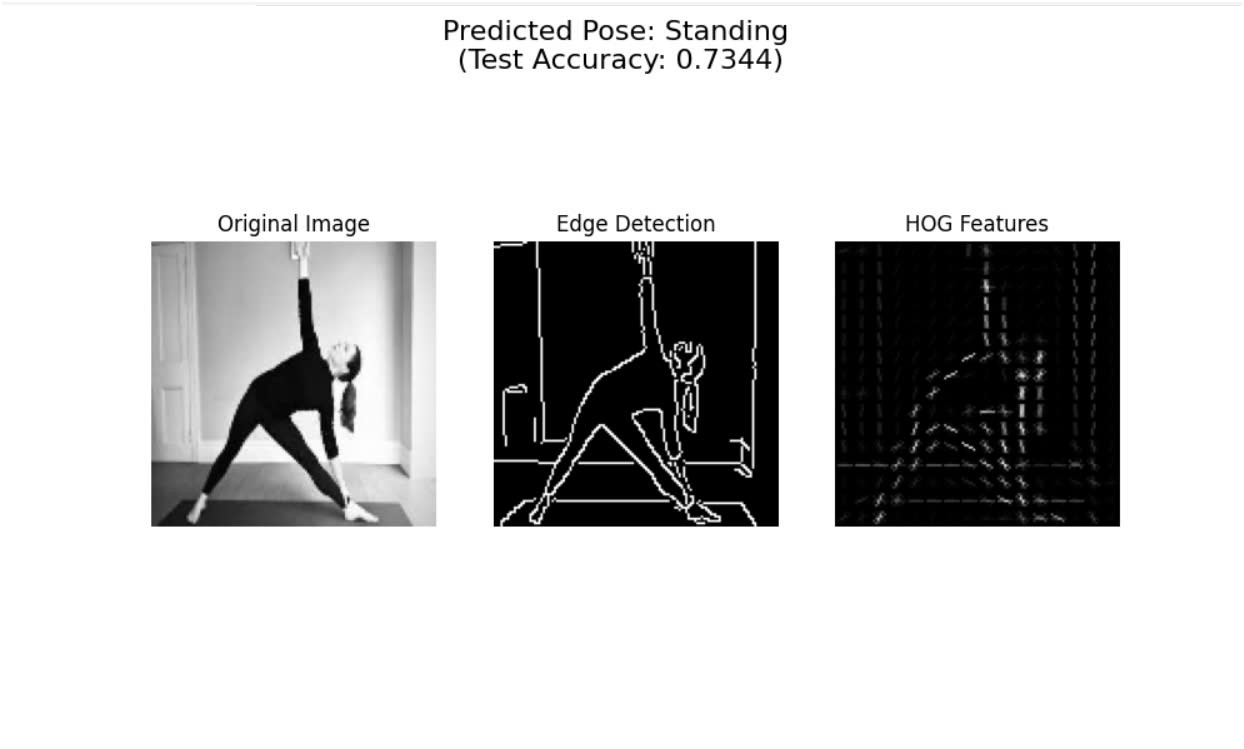 Predicted Pose: Standing
(Test Accuracy: 0.7344)
Original Image
Edge Detection
HOG Features